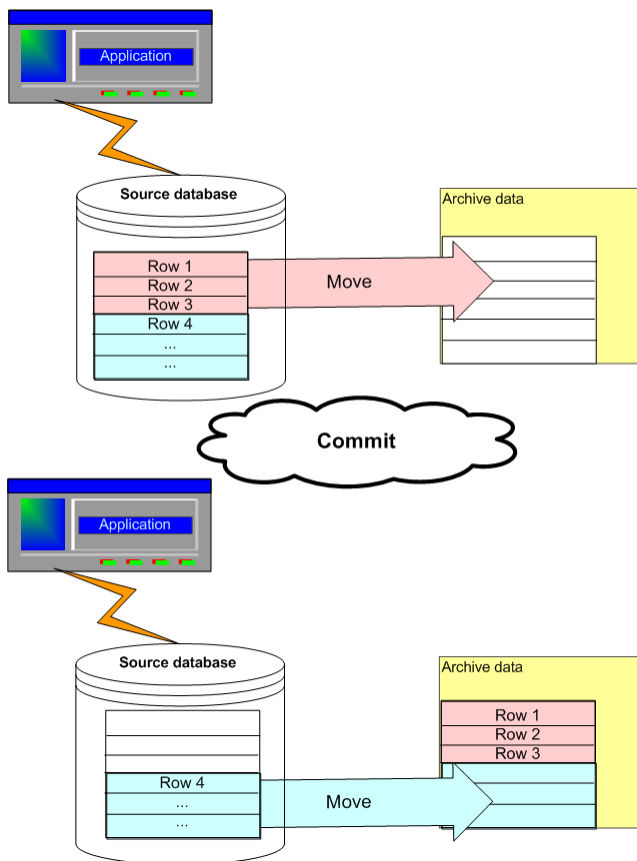 Application
Source database
Archive data
Row 1
Row 2
Move
Row 3
Row 4
...
...
Commit
Application
Source database
Archive data
Row 1
Row 2
Row 3
Row 4
...
Move
...